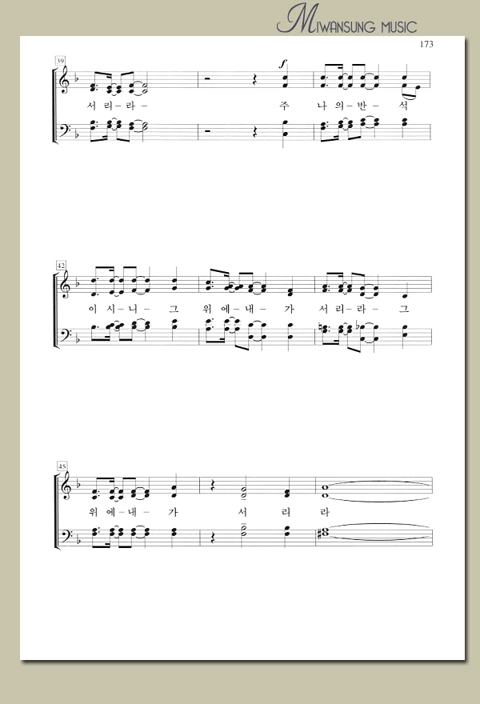 MIWANSUNG MUSIC
173
39
f
서 리 – 라 – 주 나 의 – 반 – 석
42
이 시 – 니 – 그 위 에 – 내 – 가 서 리 – 라 – 그
45
위 에 – 내 – 가 서 리 라